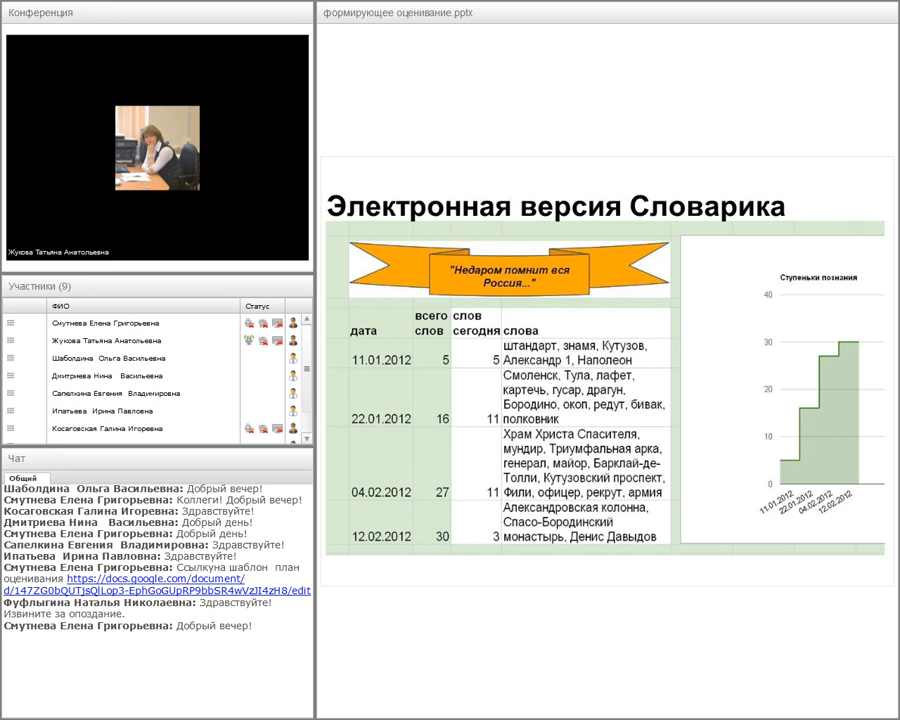 Конференция
Жукова Татьяна Анатольевна
Участники (9)
ФИО Статус
Смутнева Елена Григорьевна
Жукова Татьяна Анатольевна
Шаболдина Ольга Васильевна
Дмитриева Нина Васильевна
Сапелкина Евгения Владимировна
Ипатьева Ирина Павловна
Косаговская Галина Игоревна
Чат
Общий
Шаболдина Ольга Васильевна: Добрый вечер!
Смутнева Елена Григорьевна: Коллеги! Добрый вечер!
Косаговская Галина Игоревна: Здравствуйте!
Дмитриева Нина Васильевна: Добрый день!
Смутнева Елена Григорьевна: Добрый день!
Сапелкина Евгения Владимировна: Здравствуйте!
Ипатьева Ирина Павловна: Здравствуйте!
Смутнева Елена Григорьевна: Ссылкуна шаблон план
оценивания https://docs.google.com/document/
d/147ZG0bQUTjsQlLop3-EphGoGUpRP9bbSR4wVzJI4zH8/edit
Фуфлыгина Наталья Николаевна: Здравствуйте!
Извините за опоздание.
Смутнева Елена Григорьевна: Добрый вечер!
формирующее оценивание.pptx
Электронная версия Словарика
"Недаром помнит вся
Россия..."
дата всего слов слов сегодня слова
11.01.2012 5 5 штандарт, знамя, Кутузов,
Александр 1, Наполеон
22.01.2012 16 11 Смоленск, Тула, лафет,
картечь, гусар, драгун,
Бородино, окоп, редут, бивак,
полковник
04.02.2012 27 11 Храм Христа Спасителя,
мундир, Триумфальная арка,
генерал, майор, Барклай-де-
Толли, Кутузовский проспект,
Фили, офицер, рекрут, армия
12.02.2012 30 3 Александровская колонна,
Спасо-Бородинский
монастырь, Денис Давыдов
Ступеньки познания
40
30
20
10
0
11.01.2012
22.01.2012
04.02.2012
12.02.2012